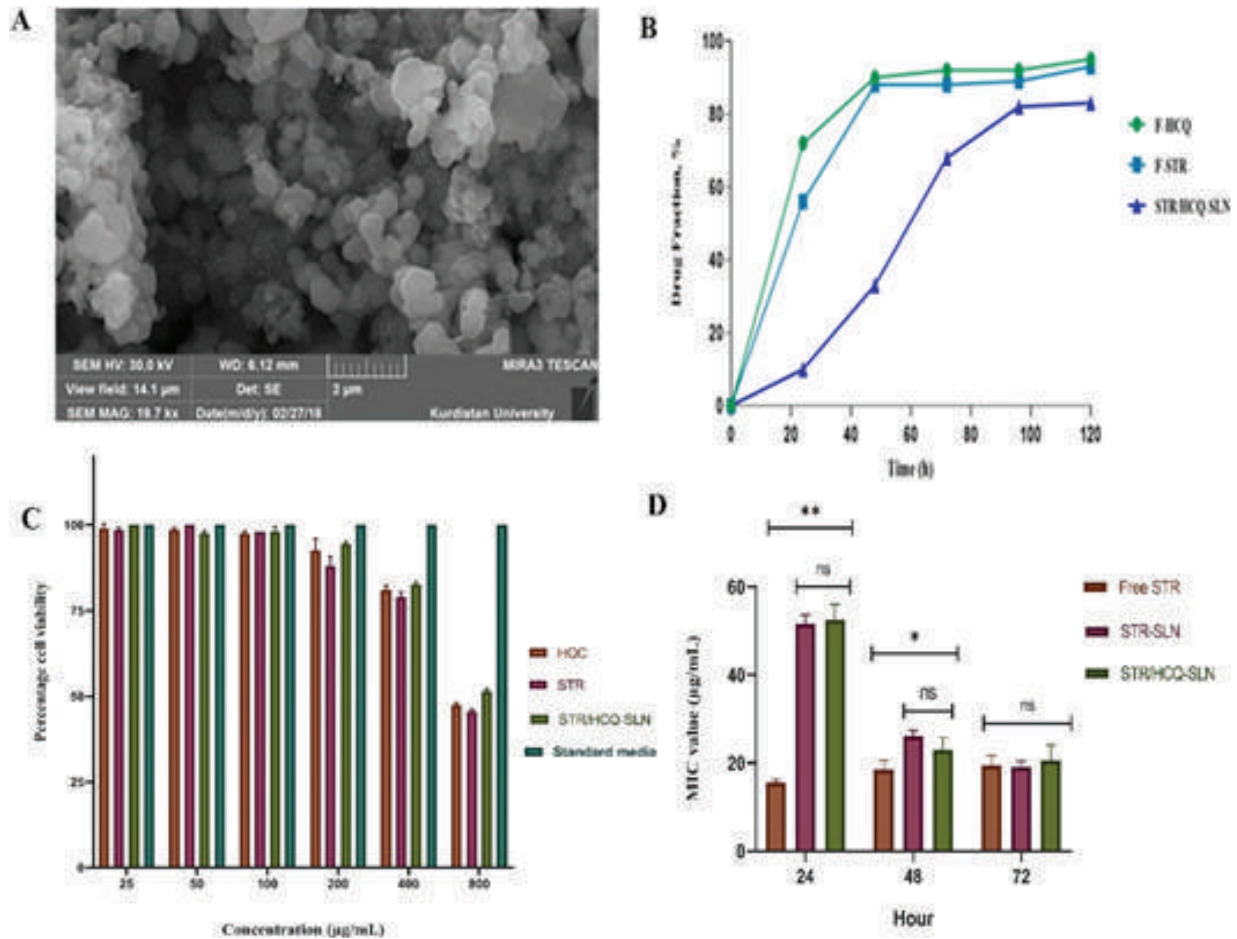 A
SEM HV: 30.0 kV WD: 6.12 mm MIRA3 TESCAN
View field: 14.1 µm Det: SE 2 µm
SEM MAG: 19.7 kx Date(m/d/y): 02/27/18 Kurdistan University
B
Drug Fraction, %
100
80
60
40
20
0
0 20 40 60 80 100 120
Time (h)
F HCQ
F STR
STR/HCQ SLN
C
Percentage cell viability
100
75
50
25
0
25 50 100 200 400 800
Concentration (µg/mL)
HQC
STR
STR/HCQ-SLN
Standard media
D
MIC value (µg/mL)
60
40
20
0
**
ns
*
ns
ns
24 48 72
Hour
Free STR
STR-SLN
STR/HCQ-SLN